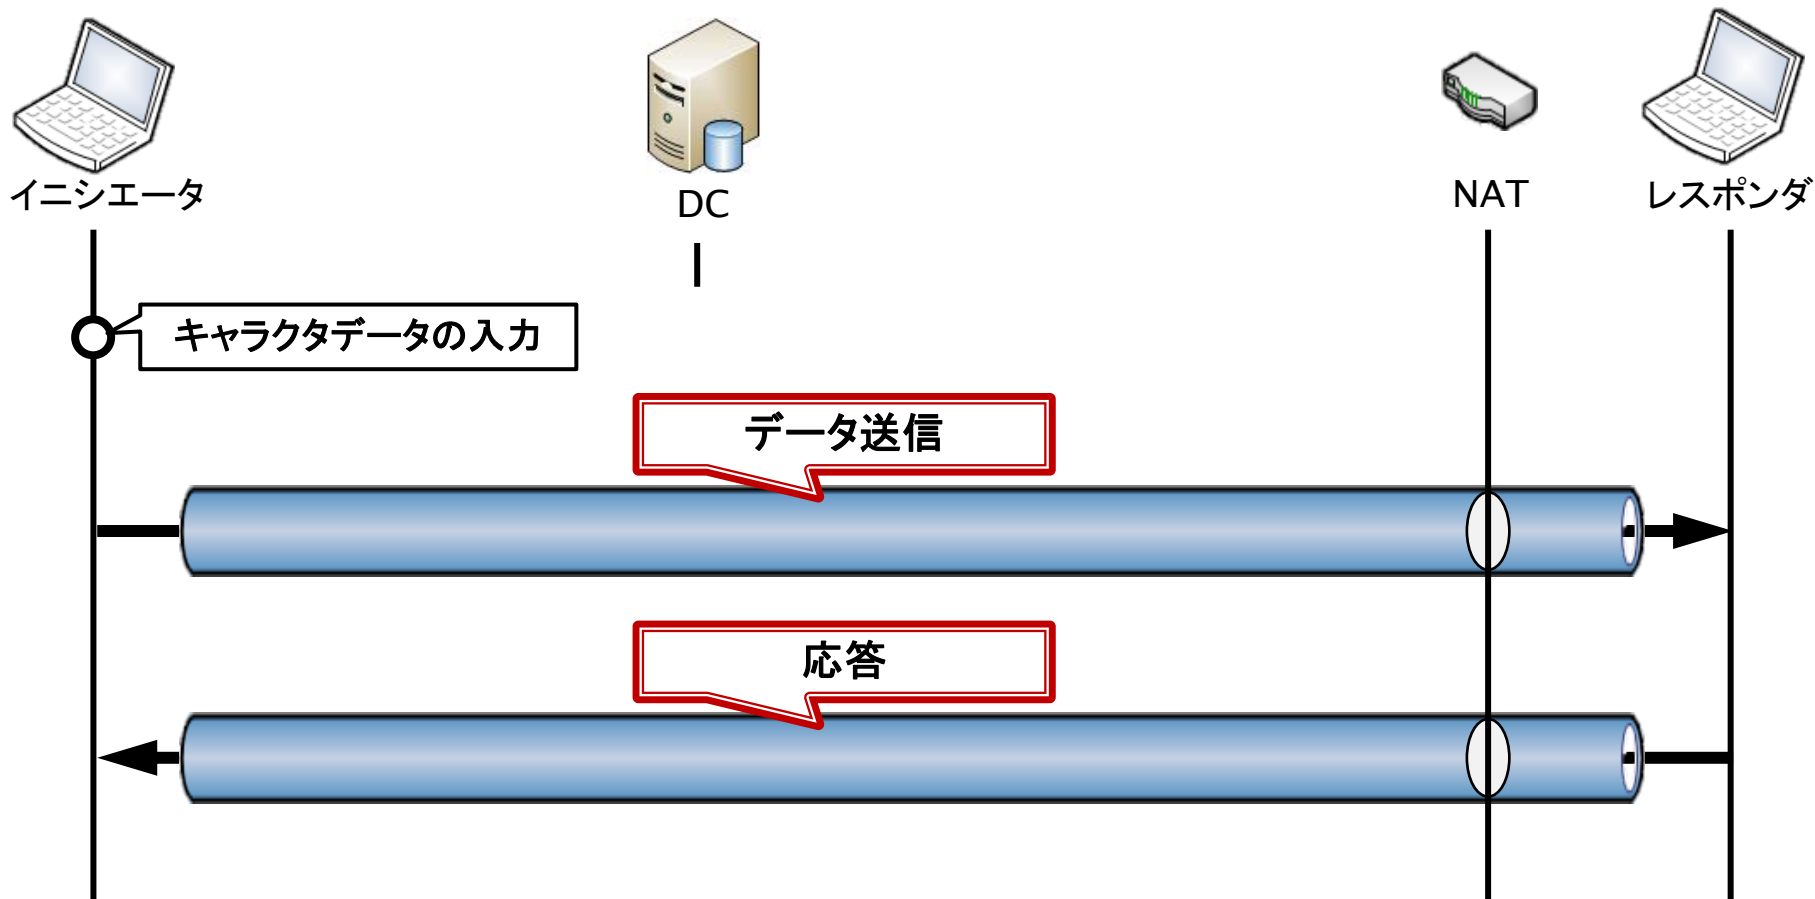 イニシエータ
DC
NAT
レスポンダ
キャラクタデータの入力
データ送信
応答